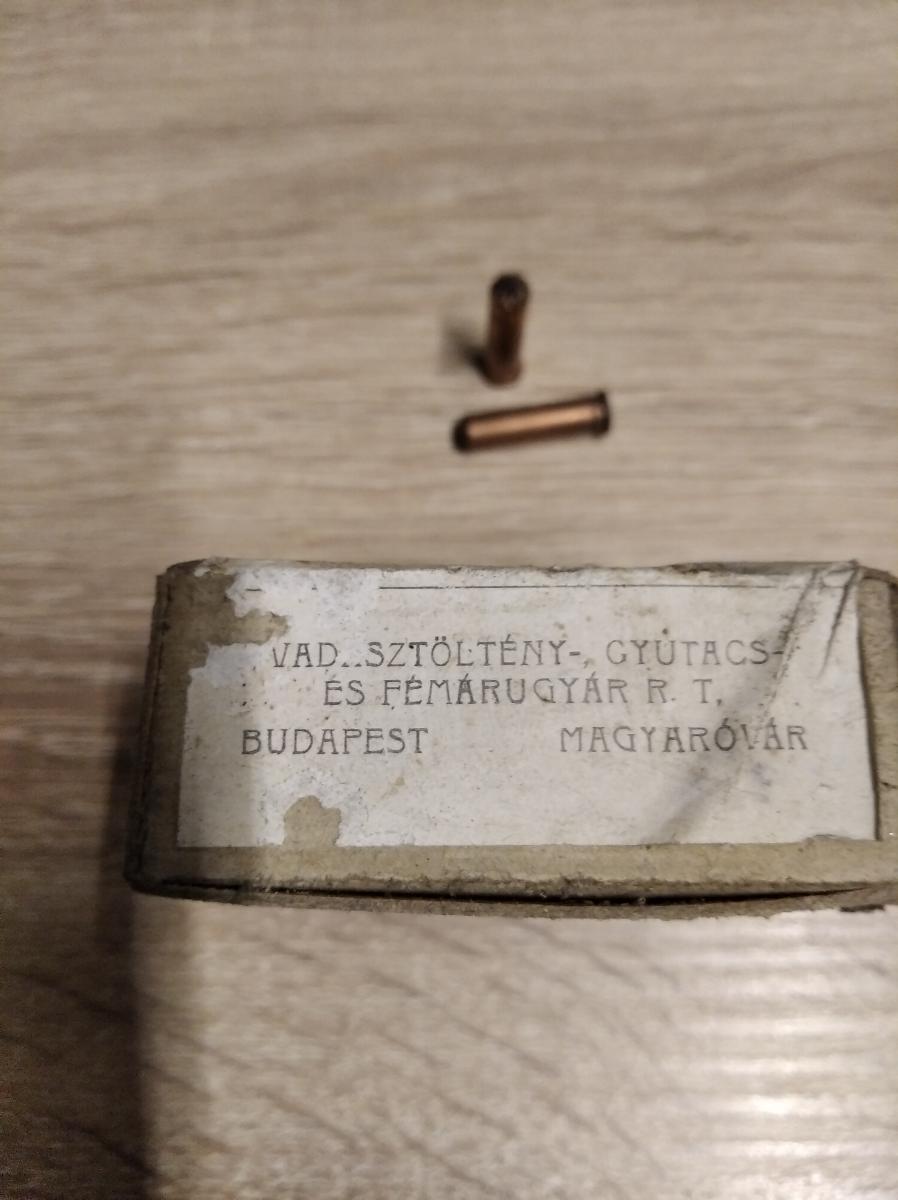 VAD..SZTÖLTÉNY-, GYÚTACS-
ÉS FÉMÁRUGYÁR R. T.
BUDAPEST MAGYARÓVÁR